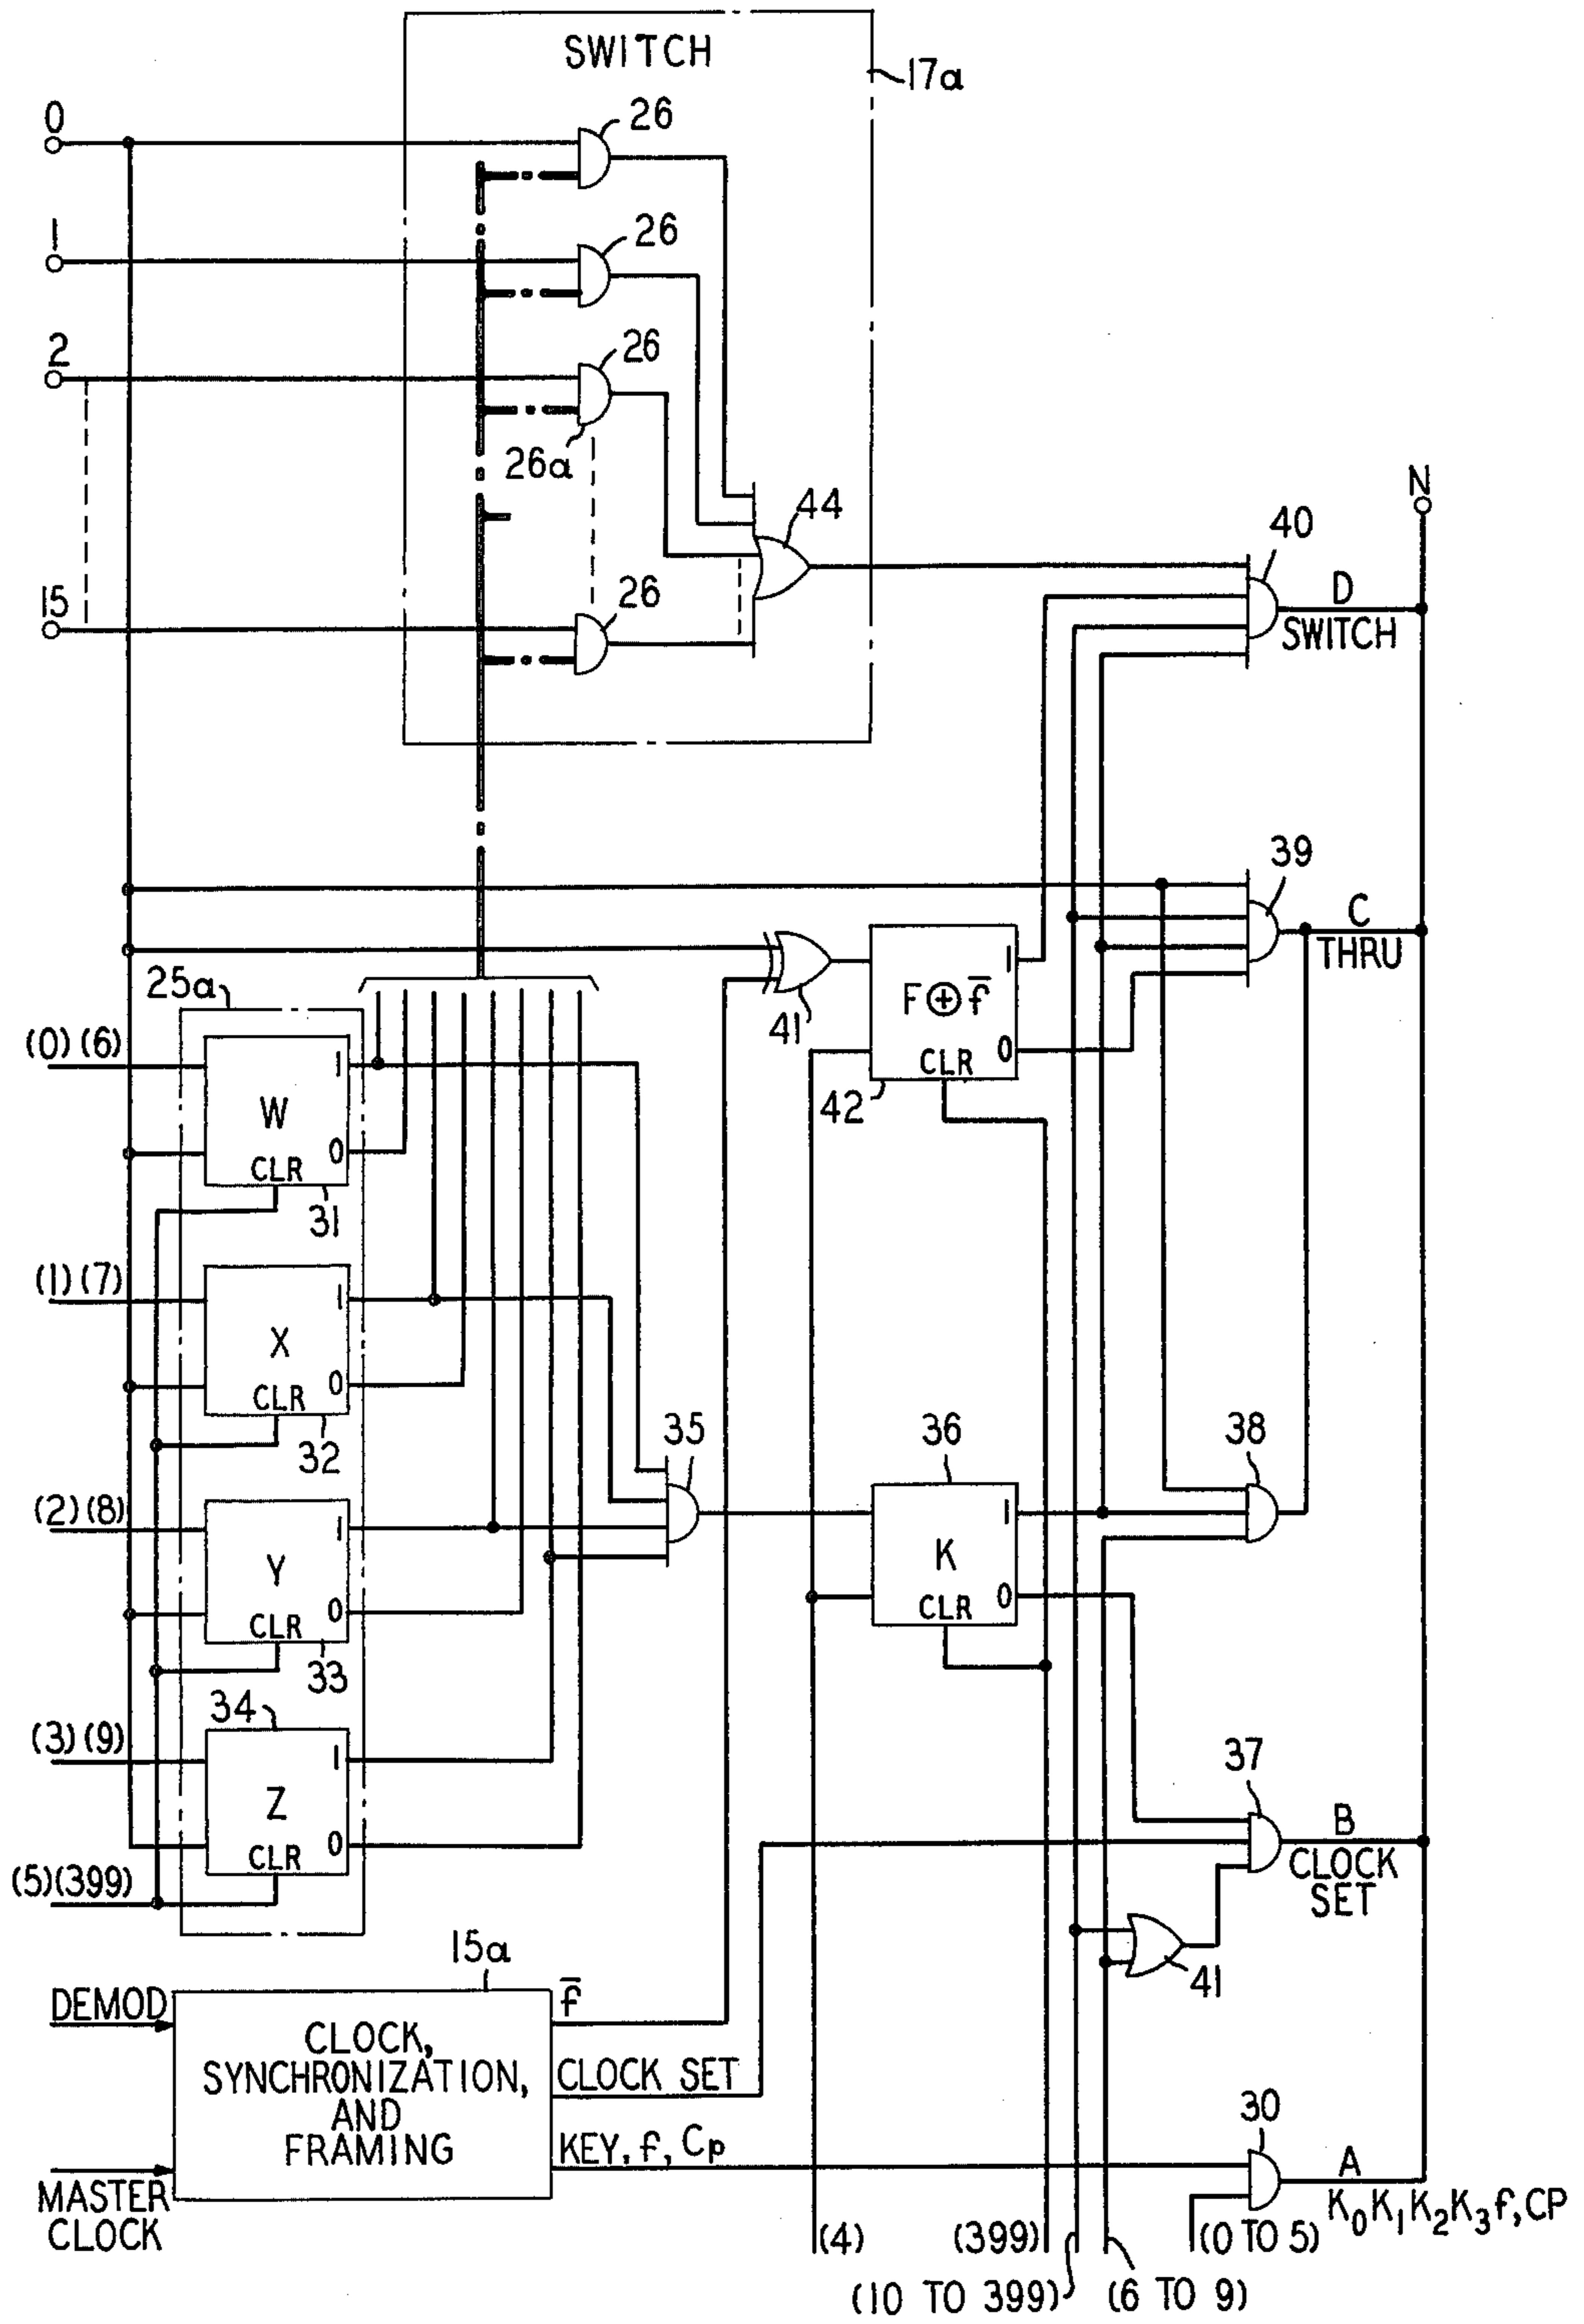 SWITCH
17a
0
26
1
26
2
26
26a
44
N
40
15
26
D
SWITCH
39
C
THRU
25a
41
F⊕f̅
1
0
CLR
42
(0)(6)
1
W
0
CLR
31
(1)(7)
1
X
0
CLR
32
35
36
38
(2)(8)
1
Y
0
CLR
33
1
K
0
CLR
34
(3)(9)
1
Z
0
CLR
37
B
CLOCK
SET
(5)(399)
15a
41
DEMOD
f̅
CLOCK,
SYNCHRONIZATION,
AND
FRAMING
CLOCK SET
KEY, f, Cp
30
A
MASTER
CLOCK
K₀K₁K₂K₃f,CP
(4)
(399)
(0 TO 5)
(10 TO 399)
(6 TO 9)